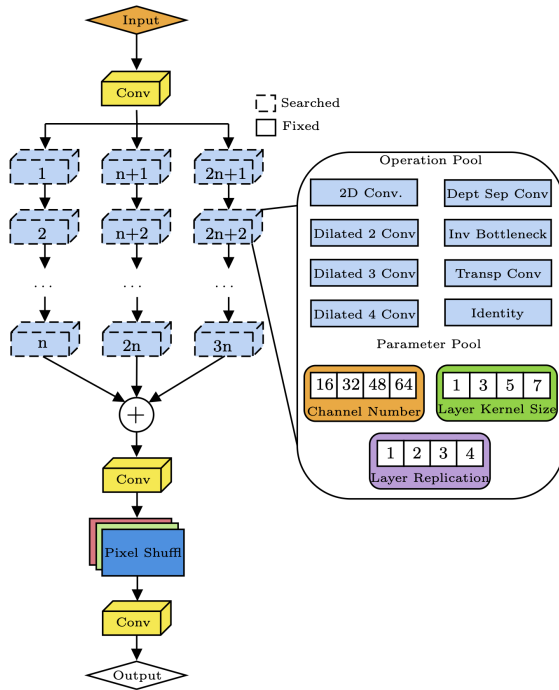 Input
Conv
Searched
Fixed
1
n+1
2n+1
2
n+2
2n+2
...
...
...
n
2n
3n
+
Conv
Pixel Shuffl
Conv
Output
Operation Pool
2D Conv.
Dept Sep Conv
Dilated 2 Conv
Inv Bottleneck
Dilated 3 Conv
Transp Conv
Dilated 4 Conv
Identity
Parameter Pool
16 32 48 64
Channel Number
1 3 5 7
Layer Kernel Size
1 2 3 4
Layer Replication